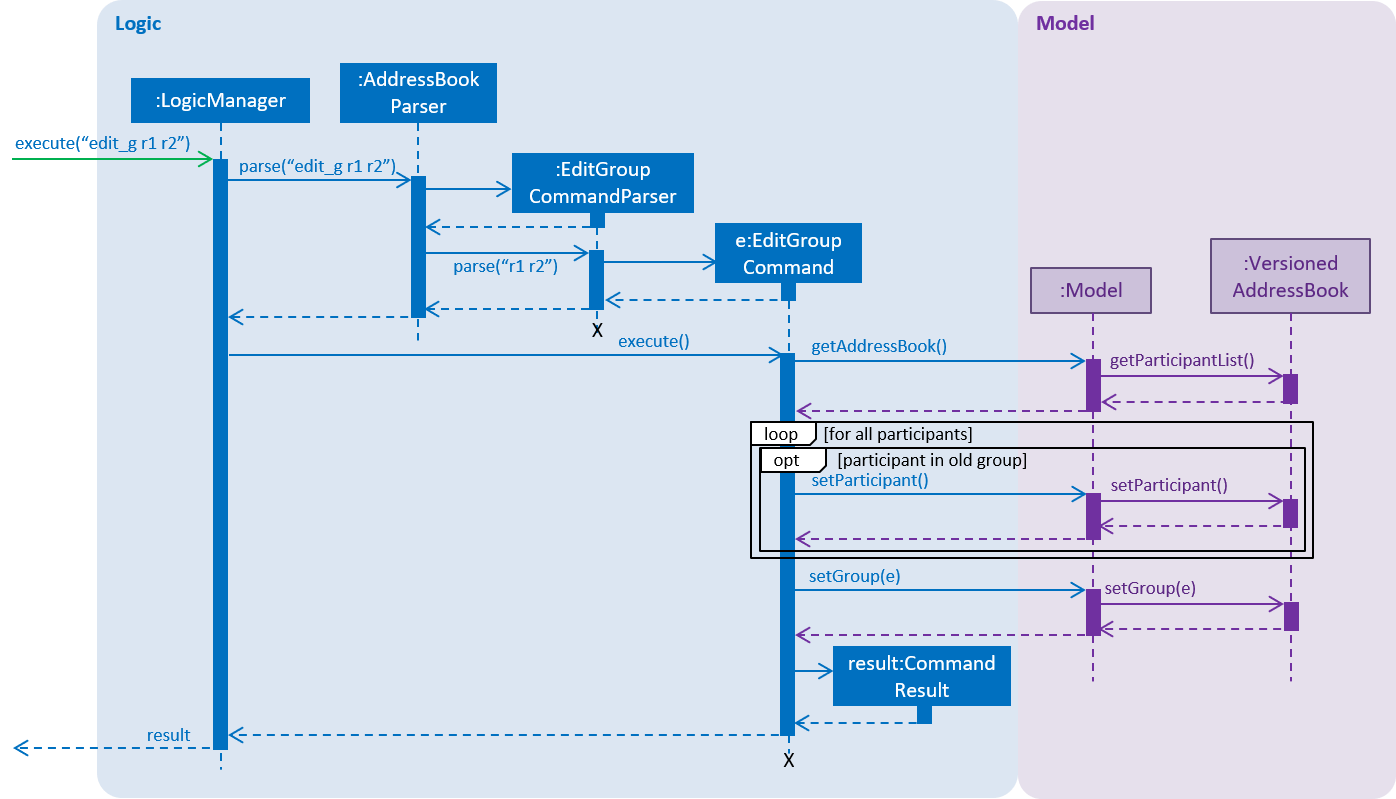 Logic
Model
:LogicManager
:AddressBook
Parser
execute(“edit_g r1 r2”)
parse(“edit_g r1 r2”)
:EditGroup
CommandParser
parse(“r1 r2”)
e:EditGroup
Command
:Model
:Versioned
AddressBook
X
execute()
getAddressBook()
getParticipantList()
loop
[for all participants]
opt
[participant in old group]
setParticipant()
setParticipant()
setGroup(e)
setGroup(e)
result:Command
Result
result
X